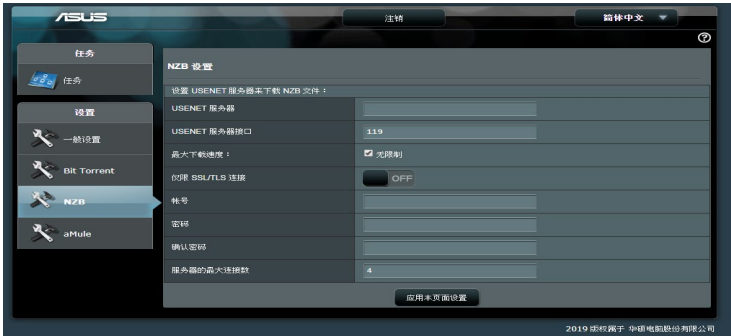 ASUS
注销
简体中文
任务
任务
设置
一般设置
Bit Torrent
NZB
aMule
NZB 设置
设置 USENET 服务器来下载 NZB 文件：
USENET 服务器
USENET 服务器接口 119
最大下载速度： 无限制
仅限 SSL/TLS 连接 OFF
帐号
密码
确认密码
服务器的最大连接数 4
应用本页面设置
2019 版权属于 华硕电脑股份有限公司